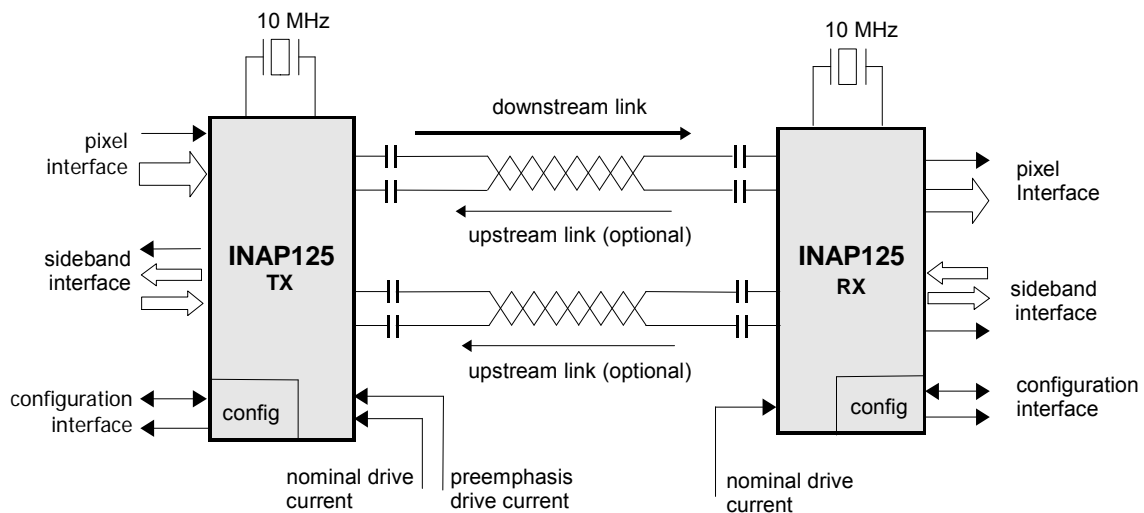 10 MHz
10 MHz
downstream link
pixel
interface
pixel
Interface
upstream link (optional)
INAP125
TX
INAP125
RX
sideband
interface
sideband
interface
upstream link (optional)
configuration
interface
config
config
configuration
interface
nominal drive
current
preemphasis
drive current
nominal drive
current